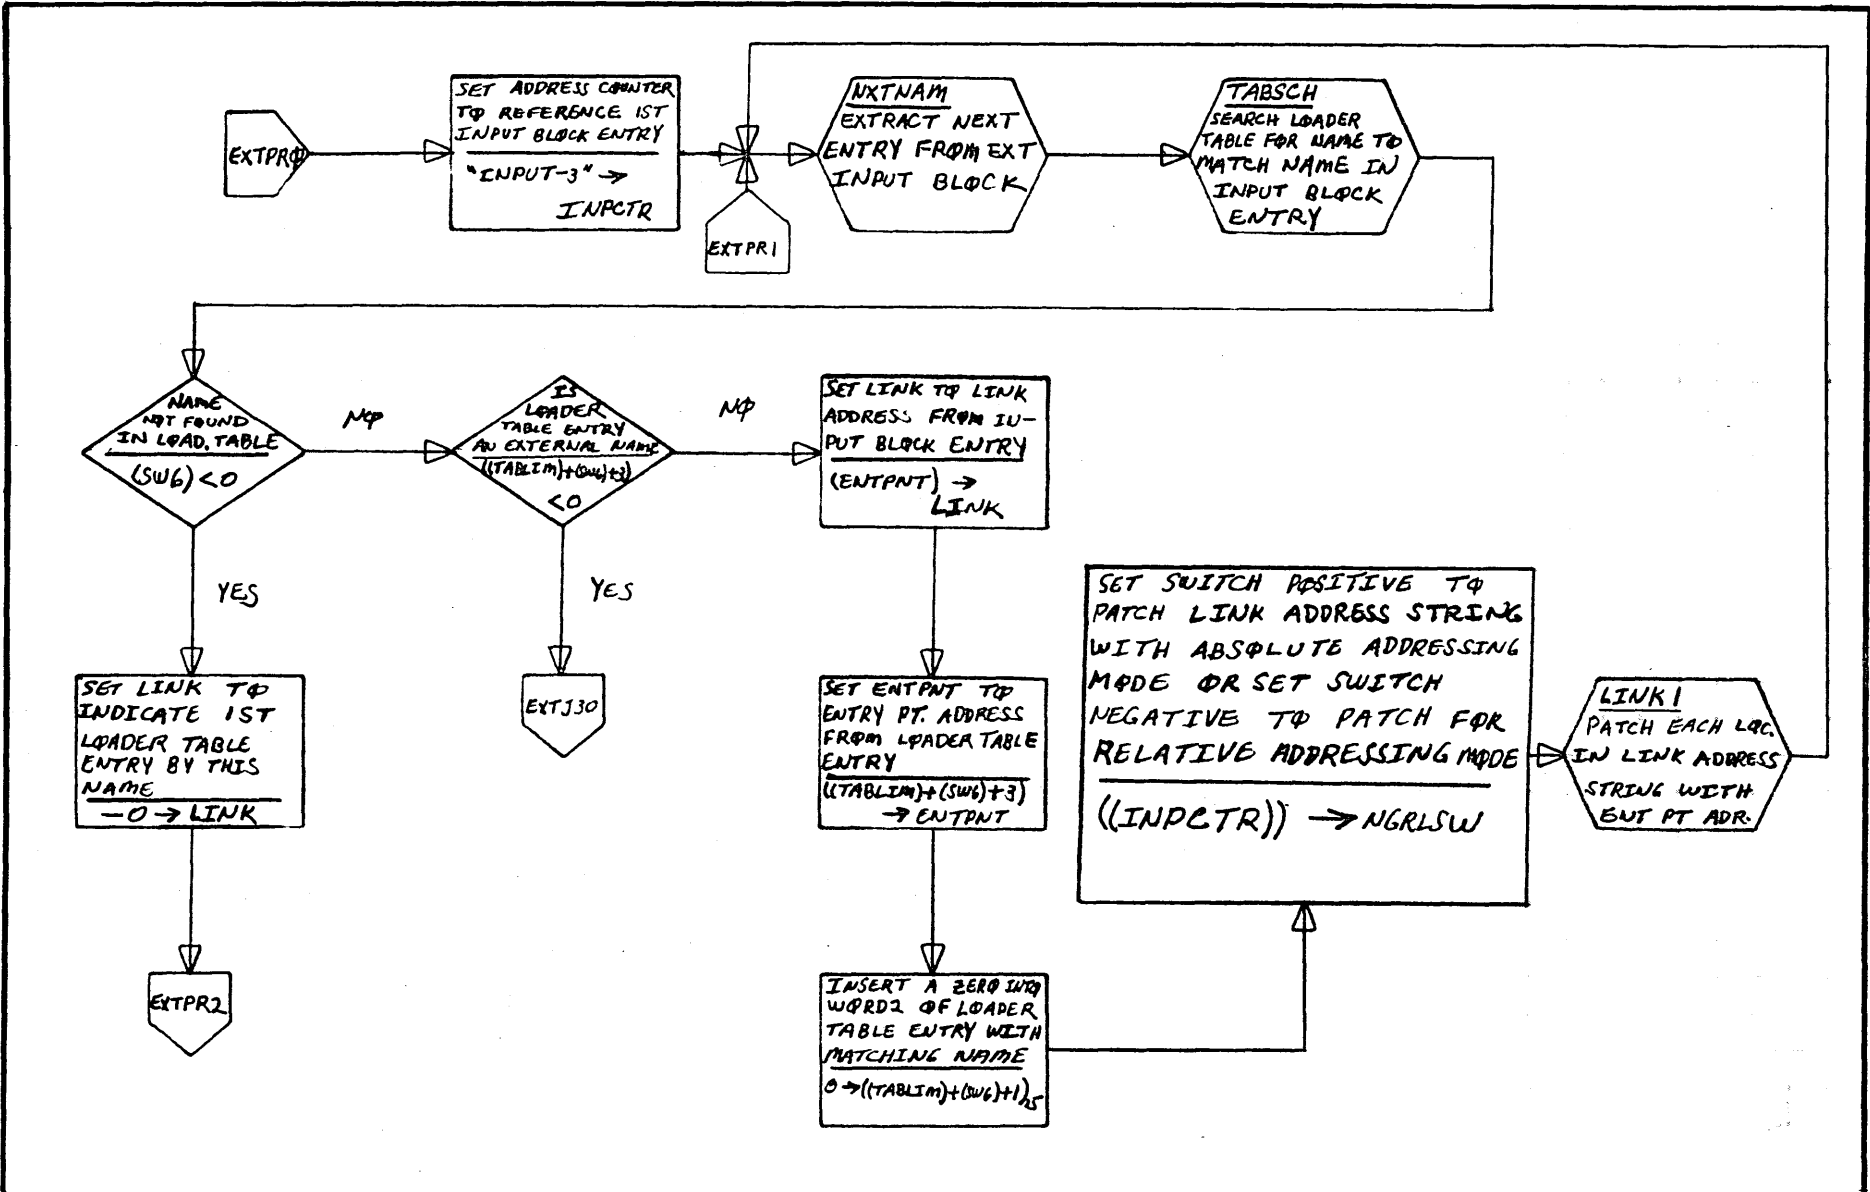 EXTPRØ
SET ADDRESS COUNTER
TØ REFERENCE 1ST
INPUT BLØCK ENTRY
"INPUT-3" →
INPCTR
EXTPR1
NXTNAM
EXTRACT NEXT
ENTRY FRØM EXT
INPUT BLØCK
TABSCH
SEARCH LØADER
TABLE FØR NAME TØ
MATCH NAME IN
INPUT BLØCK
ENTRY
NAME
NØT FØUND
IN LØAD. TABLE
(SW6) <0
NØ
YES
IS
LØADER
TABLE ENTRY
AN EXTERNAL NAME
((TABLIM)+(SW6)+3)
<0
NØ
YES
SET LINK TØ LINK
ADDRESS FRØM IN-
PUT BLØCK ENTRY
(ENTPNT) →
LINK
SET LINK TØ
INDICATE 1ST
LØADER TABLE
ENTRY BY THIS
NAME
-0 → LINK
EXTPR2
EXTJ30
SET ENTPNT TØ
ENTRY PT. ADDRESS
FRØM LØADER TABLE
ENTRY
((TABLIM)+(SW6)+3)
→ ENTPNT
INSERT A ZERØ INTØ
WØRD2 ØF LØADER
TABLE ENTRY WITH
MATCHING NAME
0 → ((TABLIM)+(SW6)+1)
SET SWITCH PØSITIVE TØ
PATCH LINK ADDRESS STRING
WITH ABSØLUTE ADDRESSING
MØDE ØR SET SWITCH
NEGATIVE TØ PATCH FØR
RELATIVE ADDRESSING MØDE
((INPCTR)) → NGRLSW
LINK1
PATCH EACH LØC.
IN LINK ADDRESS
STRING WITH
ENT PT ADR.